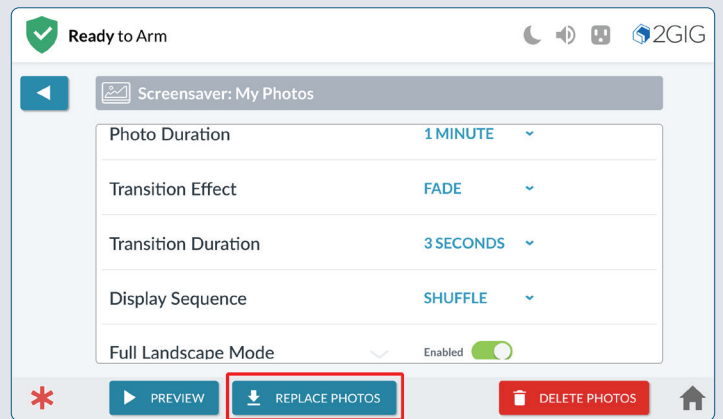 Ready to Arm
2GIG
Screensaver: My Photos
Photo Duration 1 MINUTE
Transition Effect FADE
Transition Duration 3 SECONDS
Display Sequence SHUFFLE
Full Landscape Mode Enabled
PREVIEW REPLACE PHOTOS DELETE PHOTOS